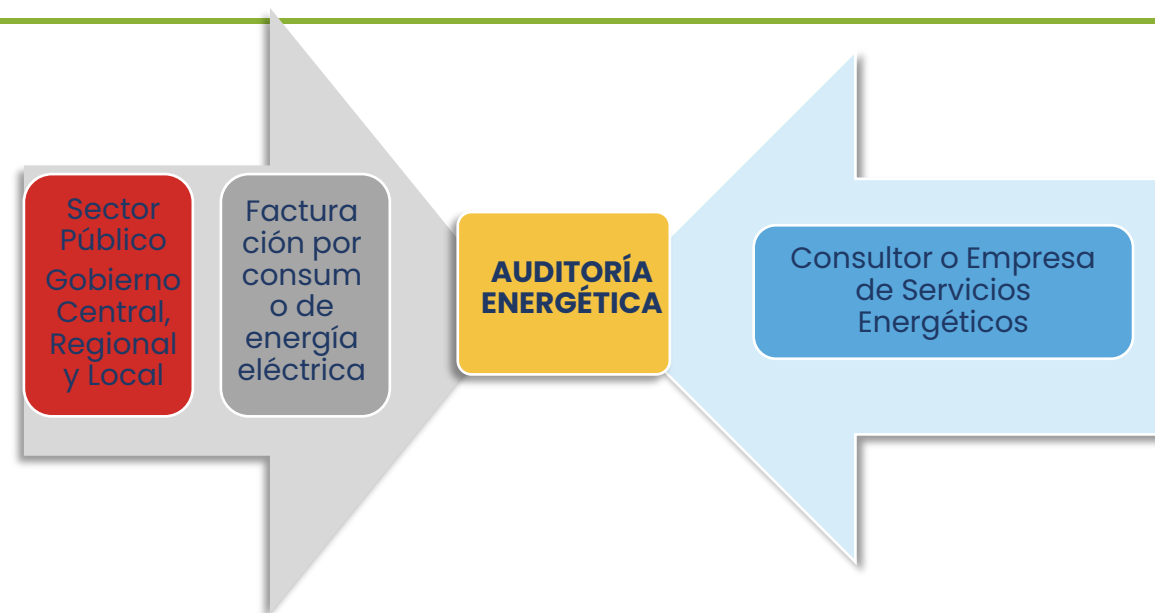 Sector
Público
Gobierno
Central,
Regional
y Local
Factura
ción por
consum
o de
energía
eléctrica
AUDITORÍA
ENERGÉTICA
Consultor o Empresa
de Servicios
Energéticos